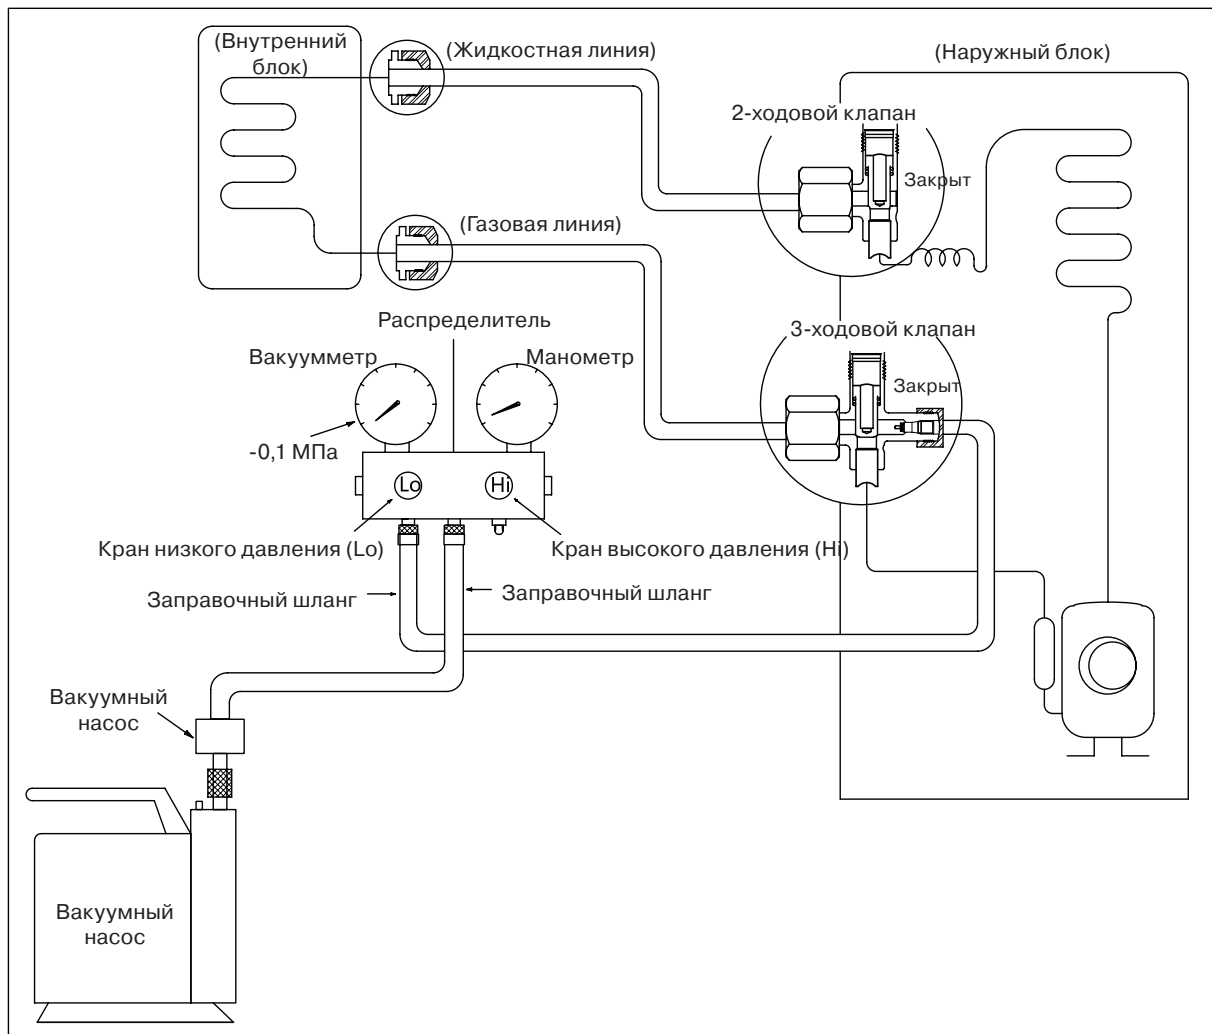 (Внутренний
блок)
(Жидкостная линия)
(Наружный блок)
2-ходовой клапан
Закрыт
(Газовая линия)
Распределитель
3-ходовой клапан
Вакуумметр
Манометр
Закрыт
-0,1 МПа
Lo
Hi
Кран низкого давления (Lo)
Кран высокого давления (Hi)
Заправочный шланг
Заправочный шланг
Вакуумный
насос
Вакуумный
насос